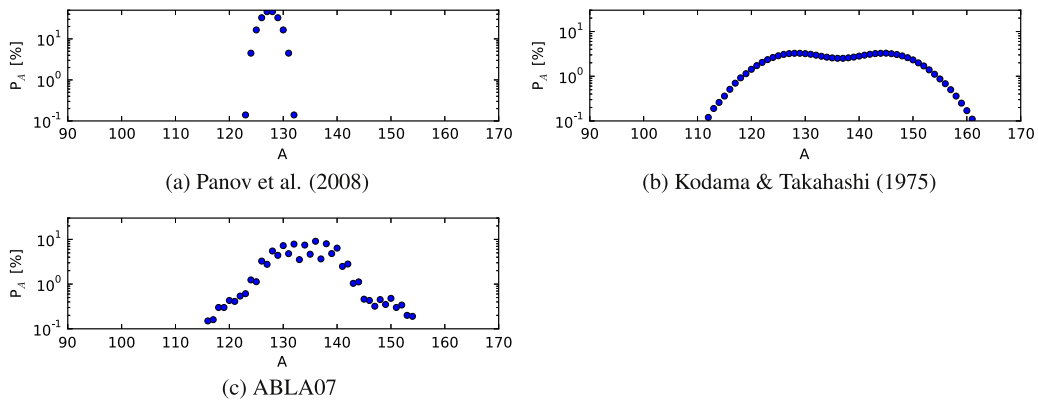 10¹
10⁰
10⁻¹
P_A [%]
90 100 110 120 130 140 150 160 170
A
(a) Panov et al. (2008)
10¹
10⁰
10⁻¹
P_A [%]
90 100 110 120 130 140 150 160 170
A
(b) Kodama & Takahashi (1975)
10¹
10⁰
10⁻¹
P_A [%]
90 100 110 120 130 140 150 160 170
A
(c) ABLA07